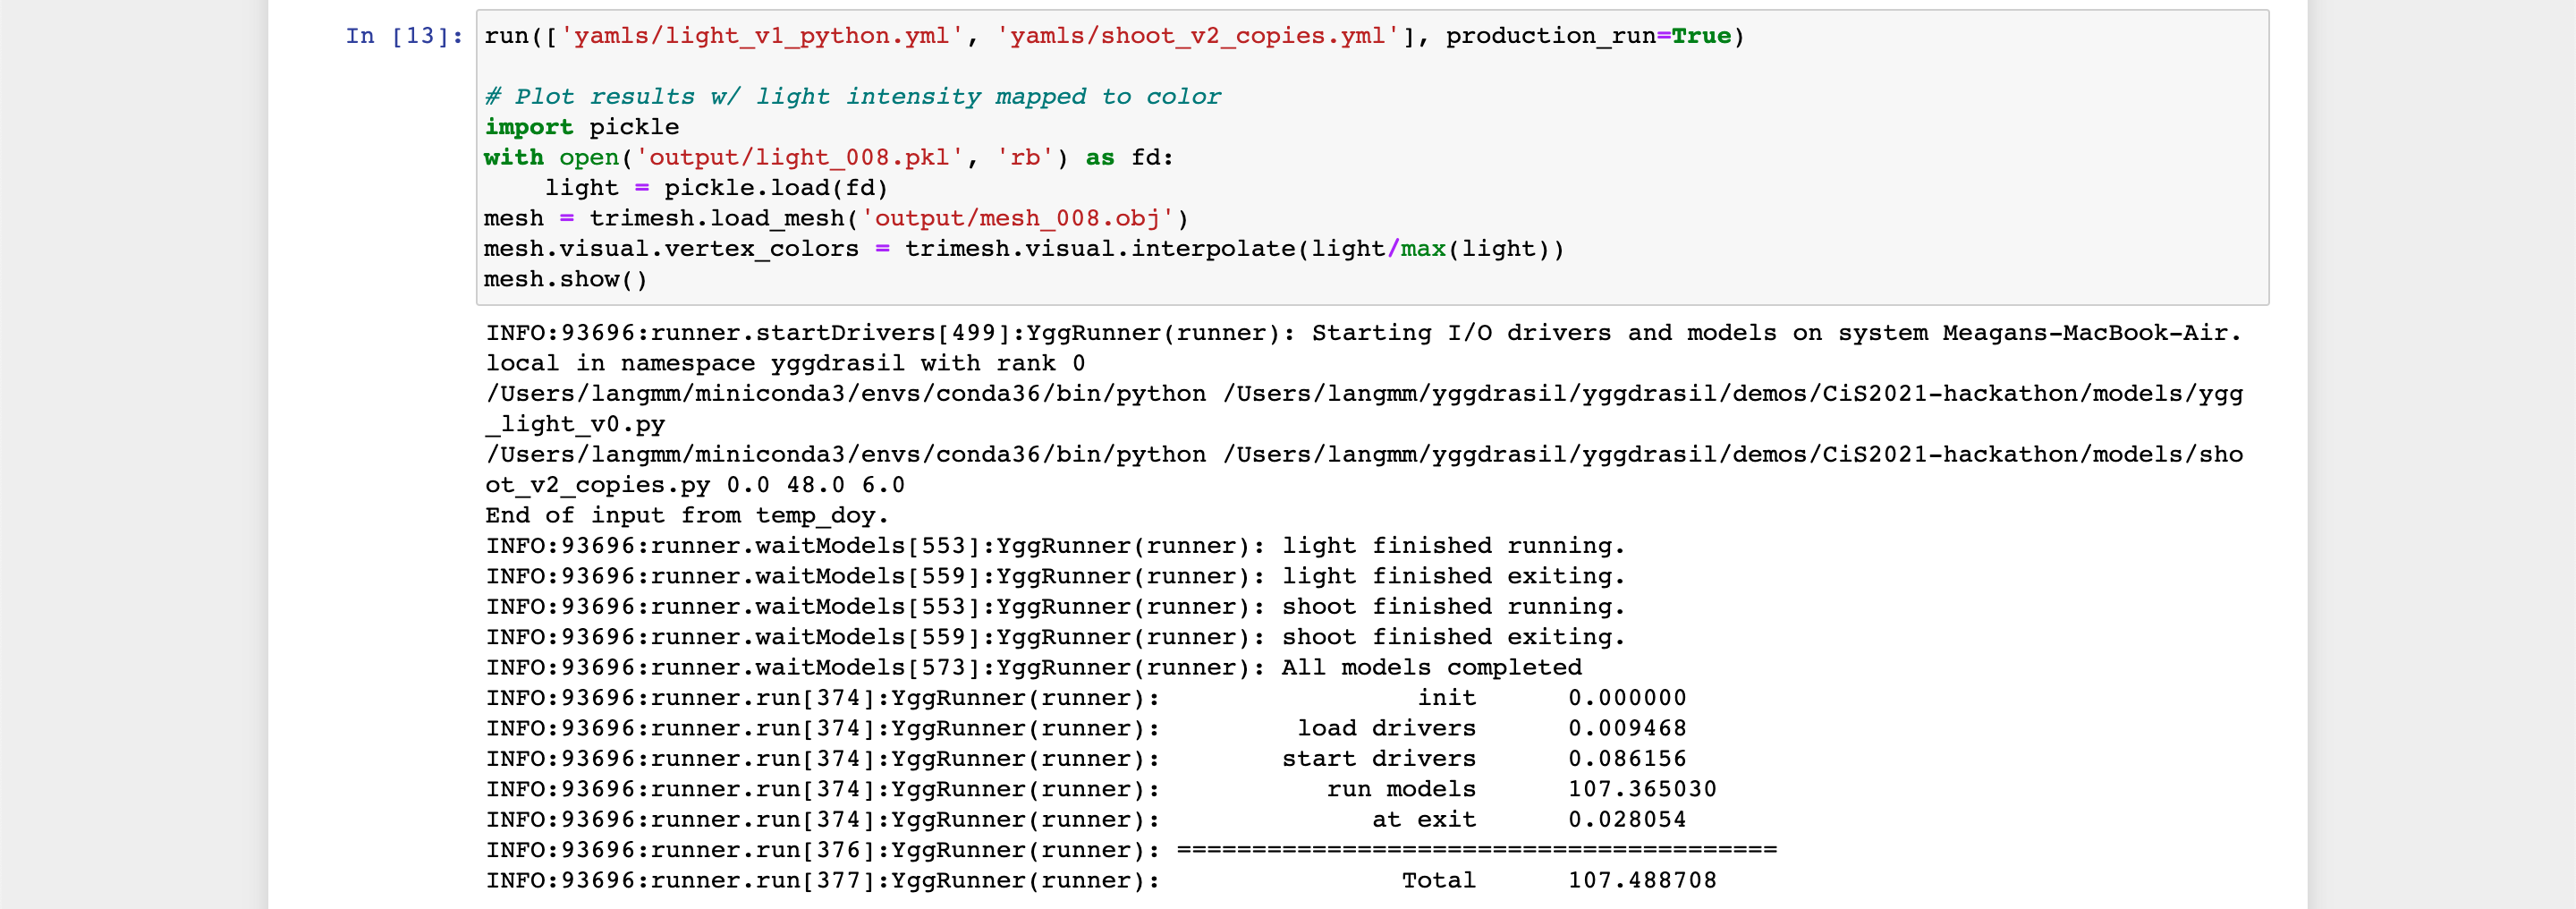 In [13]: run(['yamls/light_v1_python.yml', 'yamls/shoot_v2_copies.yml'], production_run=True)
# Plot results w/ light intensity mapped to color
import pickle
with open('output/light_008.pkl', 'rb') as fd:
    light = pickle.load(fd)
mesh = trimesh.load_mesh('output/mesh_008.obj')
mesh.visual.vertex_colors = trimesh.visual.interpolate(light/max(light))
mesh.show()
INFO:93696:runner.startDrivers[499]:YggRunner(runner): Starting I/O drivers and models on system Meagans-MacBook-Air.
local in namespace yggdrasil with rank 0
/Users/langmm/miniconda3/envs/conda36/bin/python /Users/langmm/yggdrasil/yggdrasil/demos/CiS2021-hackathon/models/ygg
_light_v0.py
/Users/langmm/miniconda3/envs/conda36/bin/python /Users/langmm/yggdrasil/yggdrasil/demos/CiS2021-hackathon/models/sho
ot_v2_copies.py 0.0 48.0 6.0
End of input from temp_doy.
INFO:93696:runner.waitModels[553]:YggRunner(runner): light finished running.
INFO:93696:runner.waitModels[559]:YggRunner(runner): light finished exiting.
INFO:93696:runner.waitModels[553]:YggRunner(runner): shoot finished running.
INFO:93696:runner.waitModels[559]:YggRunner(runner): shoot finished exiting.
INFO:93696:runner.waitModels[573]:YggRunner(runner): All models completed
INFO:93696:runner.run[374]:YggRunner(runner):                 init      0.000000
INFO:93696:runner.run[374]:YggRunner(runner):         load drivers      0.009468
INFO:93696:runner.run[374]:YggRunner(runner):        start drivers      0.086156
INFO:93696:runner.run[374]:YggRunner(runner):           run models      107.365030
INFO:93696:runner.run[374]:YggRunner(runner):              at exit      0.028054
INFO:93696:runner.run[376]:YggRunner(runner): ========================================
INFO:93696:runner.run[377]:YggRunner(runner):                Total      107.488708